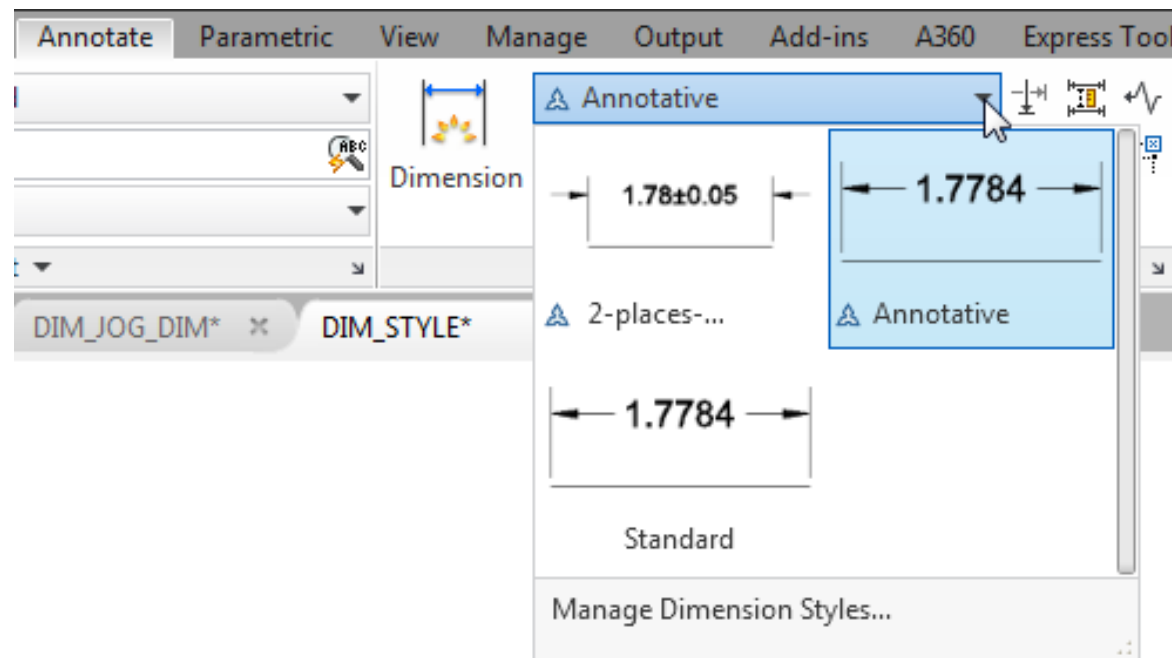 Annotate Parametric View Manage Output Add-ins A360 Express Tool
Annotative
ABC
Dimension
1.78±0.05
1.7784
2-places-...
Annotative
DIM_JOG_DIM*
DIM_STYLE*
1.7784
Standard
Manage Dimension Styles...